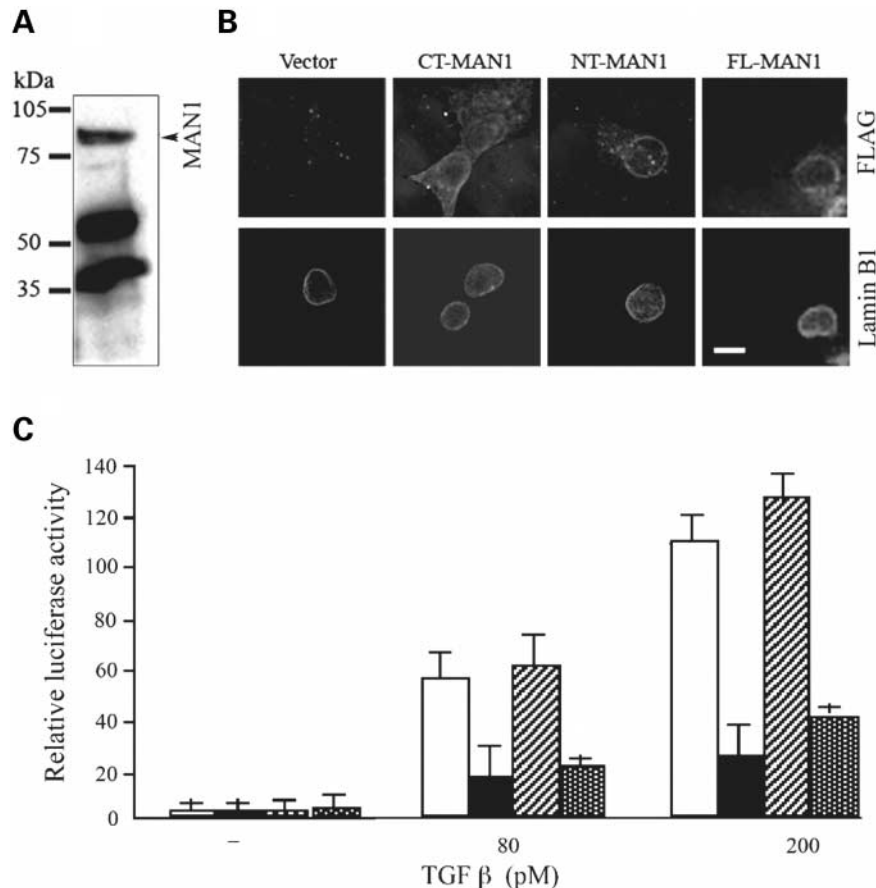 A
kDa
105
75
50
35
MAN1
B
Vector CT-MAN1 NT-MAN1 FL-MAN1
FLAG
Lamin B1
C
Relative luciferase activity
140
120
100
80
60
40
20
0
– 80 200
TGF β (pM)